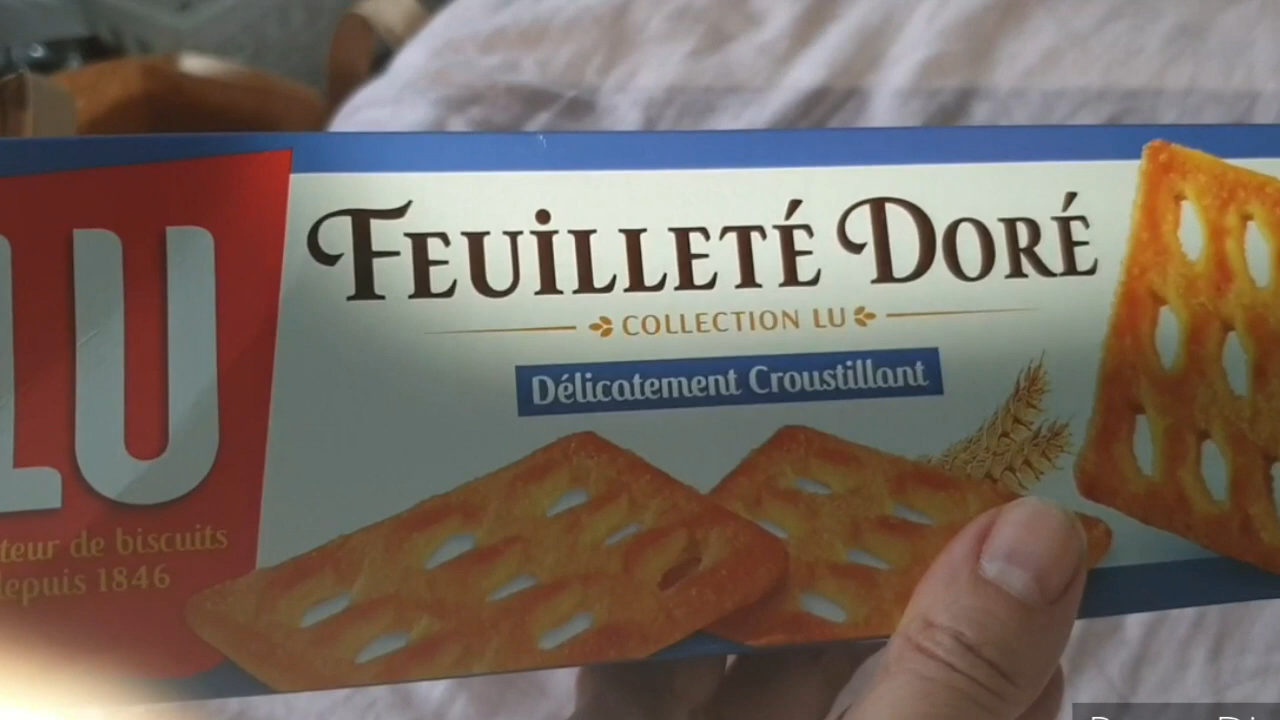 LU
teur de biscuits
depuis 1846
FEUILLETÉ DORÉ
COLLECTION LU
Délicatement Croustillant